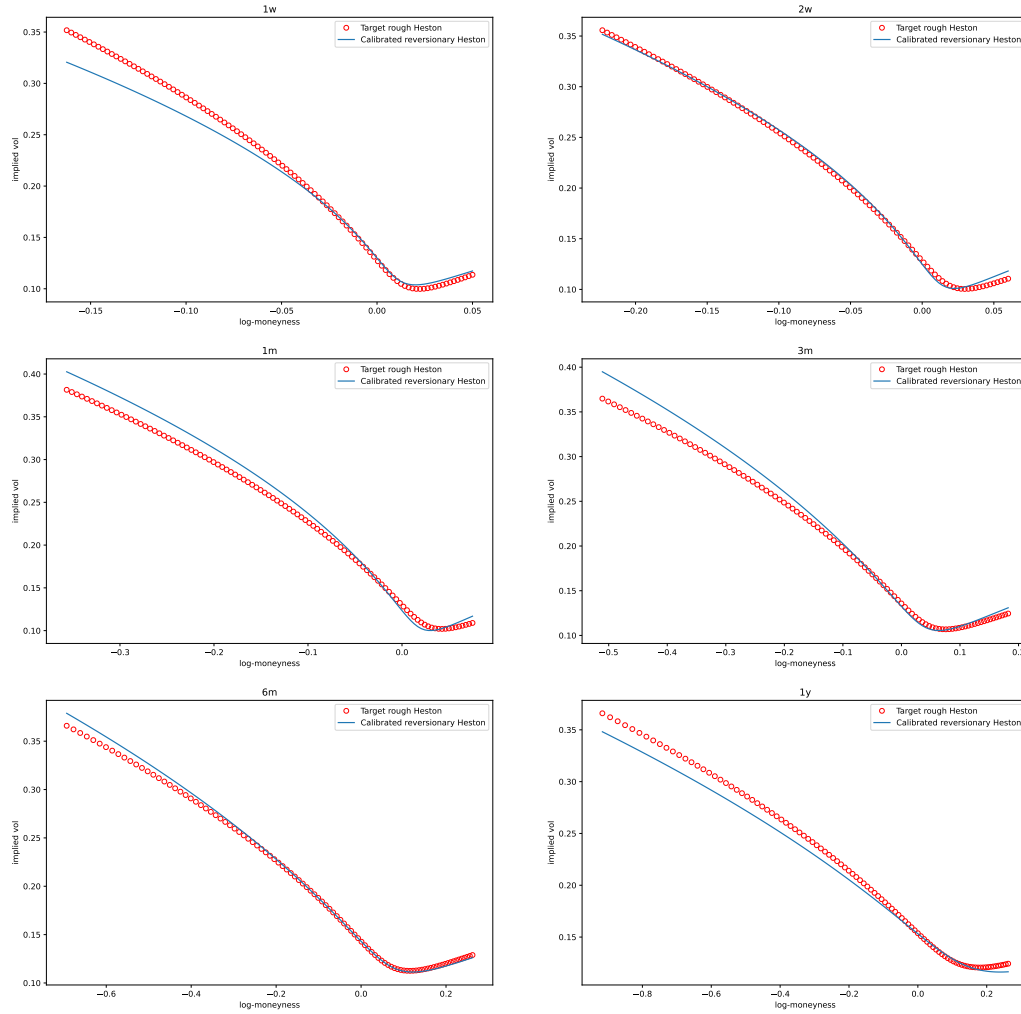 1w
Target rough Heston
Calibrated reversionary Heston
implied vol
0.35
0.30
0.25
0.20
0.15
0.10
−0.15
−0.10
−0.05
0.00
0.05
log-moneyness
2w
Target rough Heston
Calibrated reversionary Heston
implied vol
0.35
0.30
0.25
0.20
0.15
0.10
−0.20
−0.15
−0.10
−0.05
0.00
0.05
log-moneyness
1m
Target rough Heston
Calibrated reversionary Heston
implied vol
0.40
0.35
0.30
0.25
0.20
0.15
0.10
−0.3
−0.2
−0.1
0.0
log-moneyness
3m
Target rough Heston
Calibrated reversionary Heston
implied vol
0.40
0.35
0.30
0.25
0.20
0.15
0.10
−0.5
−0.4
−0.3
−0.2
−0.1
0.0
0.1
log-moneyness
6m
Target rough Heston
Calibrated reversionary Heston
implied vol
0.35
0.30
0.25
0.20
0.15
0.10
−0.6
−0.4
−0.2
0.0
0.2
log-moneyness
1y
Target rough Heston
Calibrated reversionary Heston
implied vol
0.35
0.30
0.25
0.20
0.15
−0.8
−0.6
−0.4
−0.2
0.0
0.2
log-moneyness